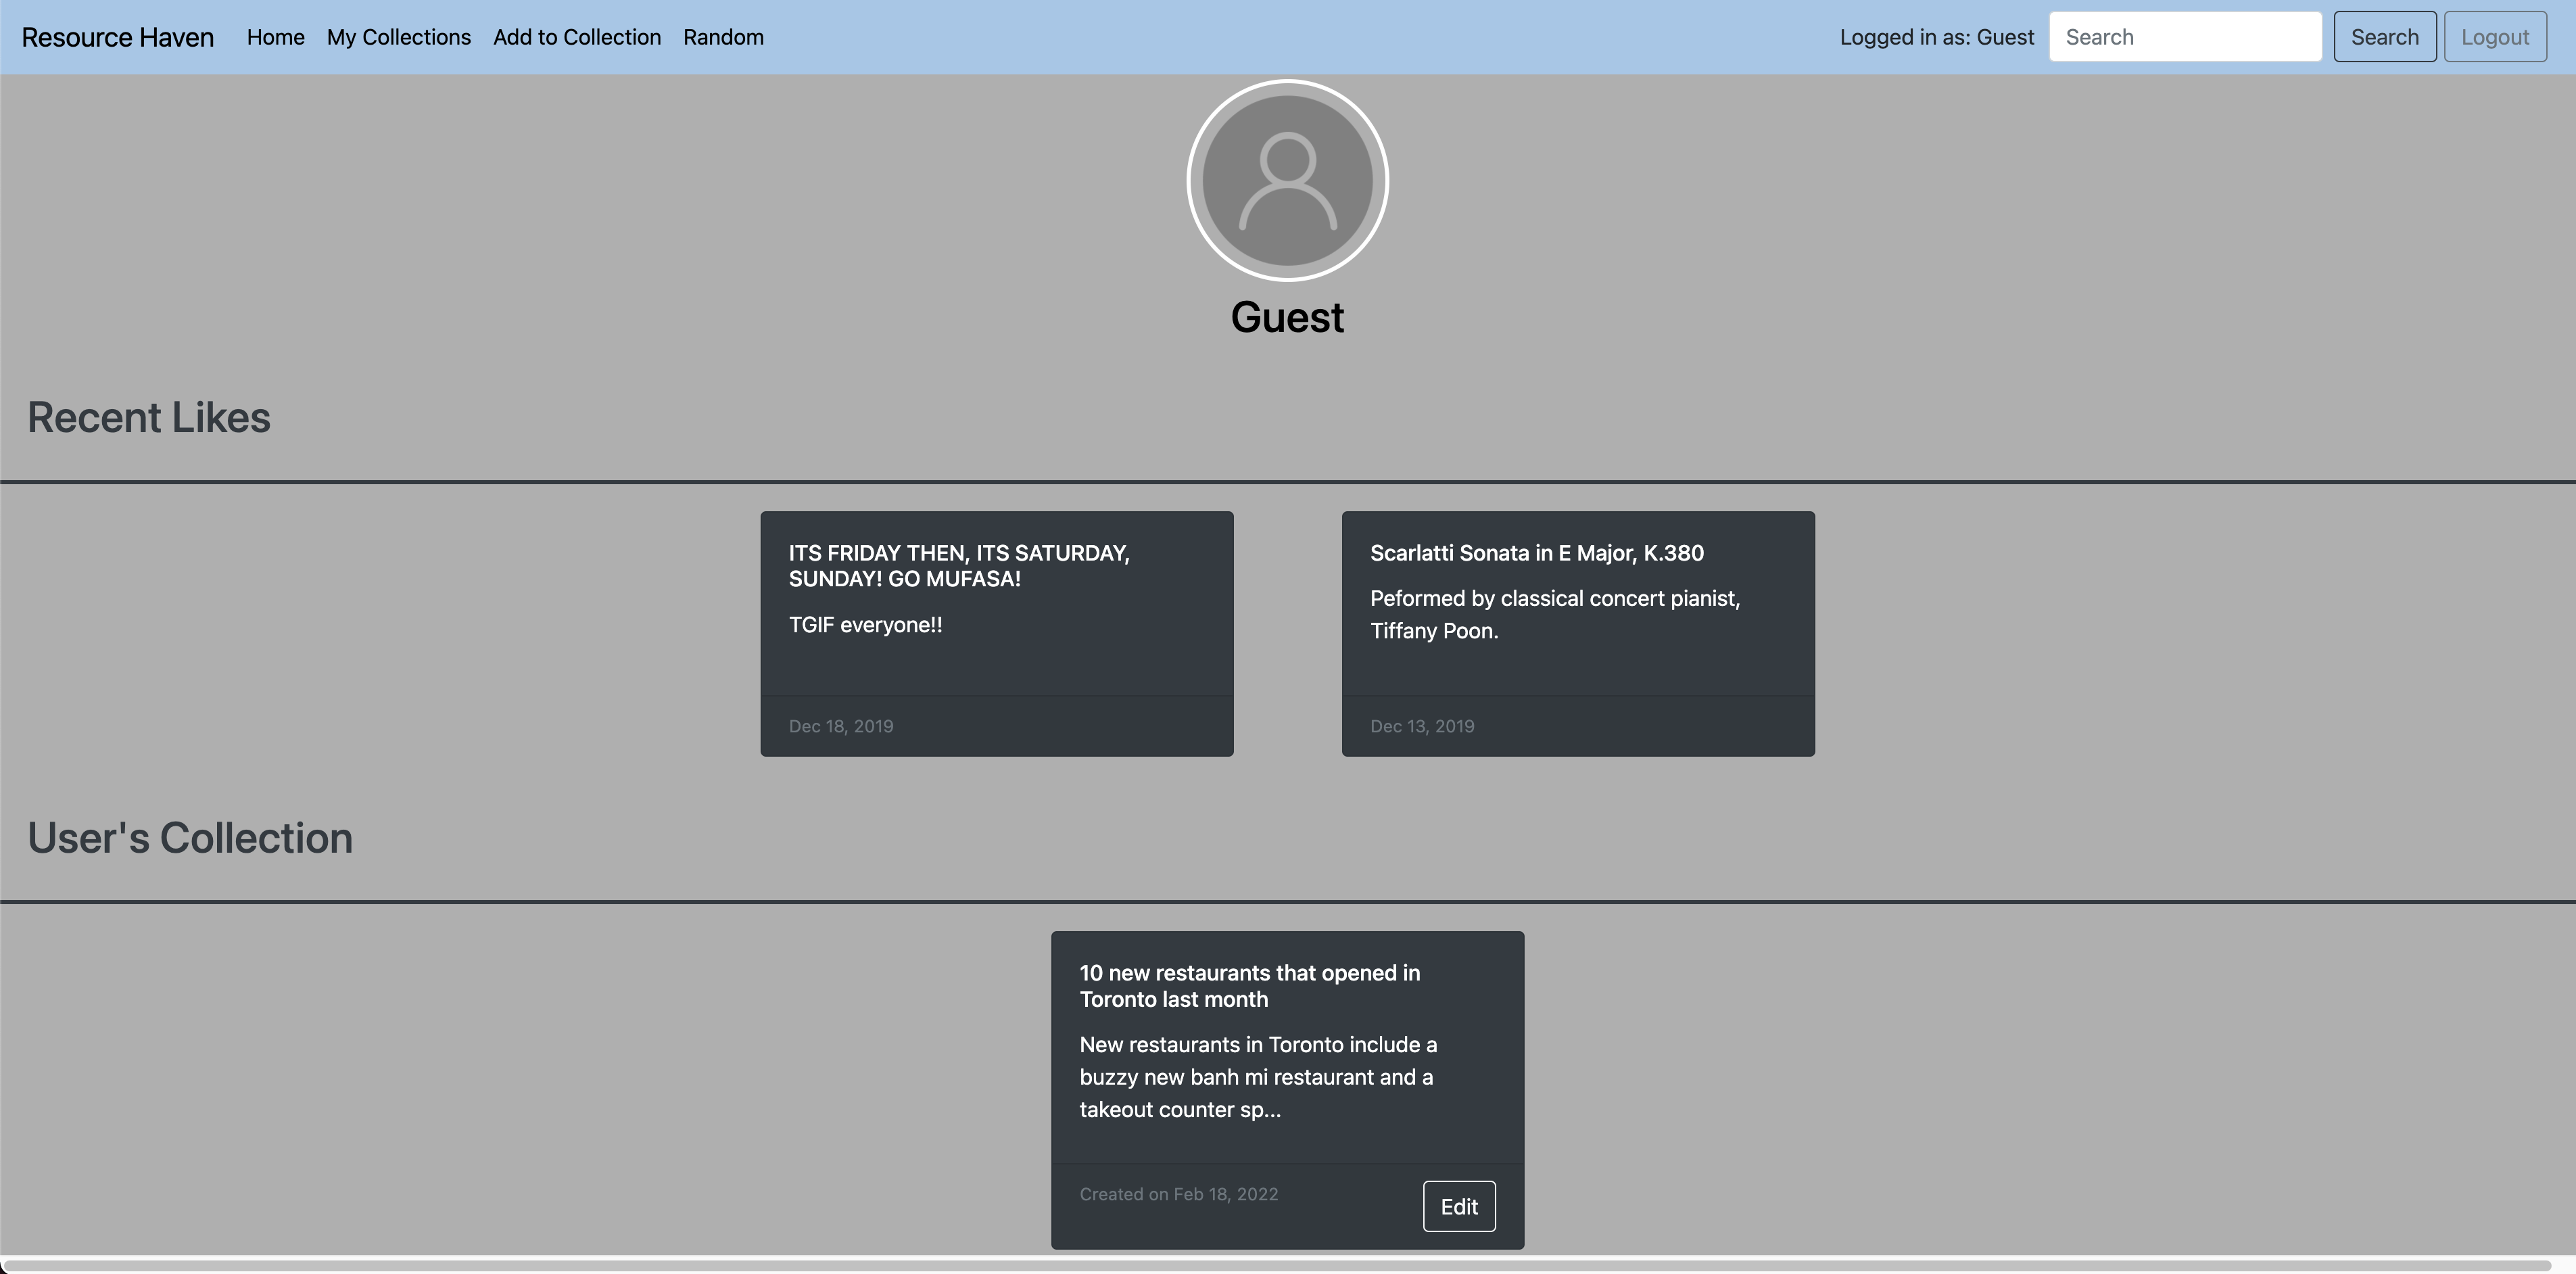 Resource Haven Home My Collections Add to Collection Random Logged in as: Guest Search Search Logout
Guest
Recent Likes
ITS FRIDAY THEN, ITS SATURDAY,
SUNDAY! GO MUFASA!
TGIF everyone!!
Dec 18, 2019
Scarlatti Sonata in E Major, K.380
Peformed by classical concert pianist,
Tiffany Poon.
Dec 13, 2019
User's Collection
10 new restaurants that opened in
Toronto last month
New restaurants in Toronto include a
buzzy new banh mi restaurant and a
takeout counter sp...
Created on Feb 18, 2022 Edit